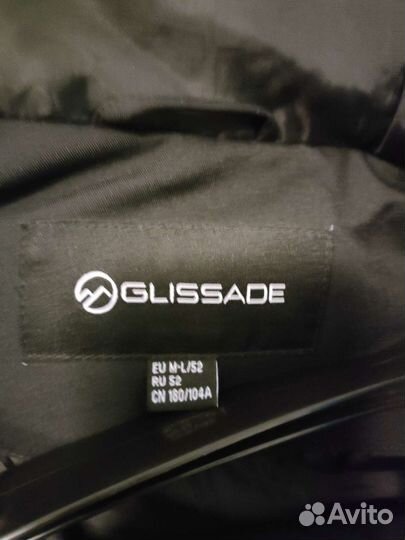 GLISSADE
EU M-L/52
RU 52
CN 180/104A
Avito